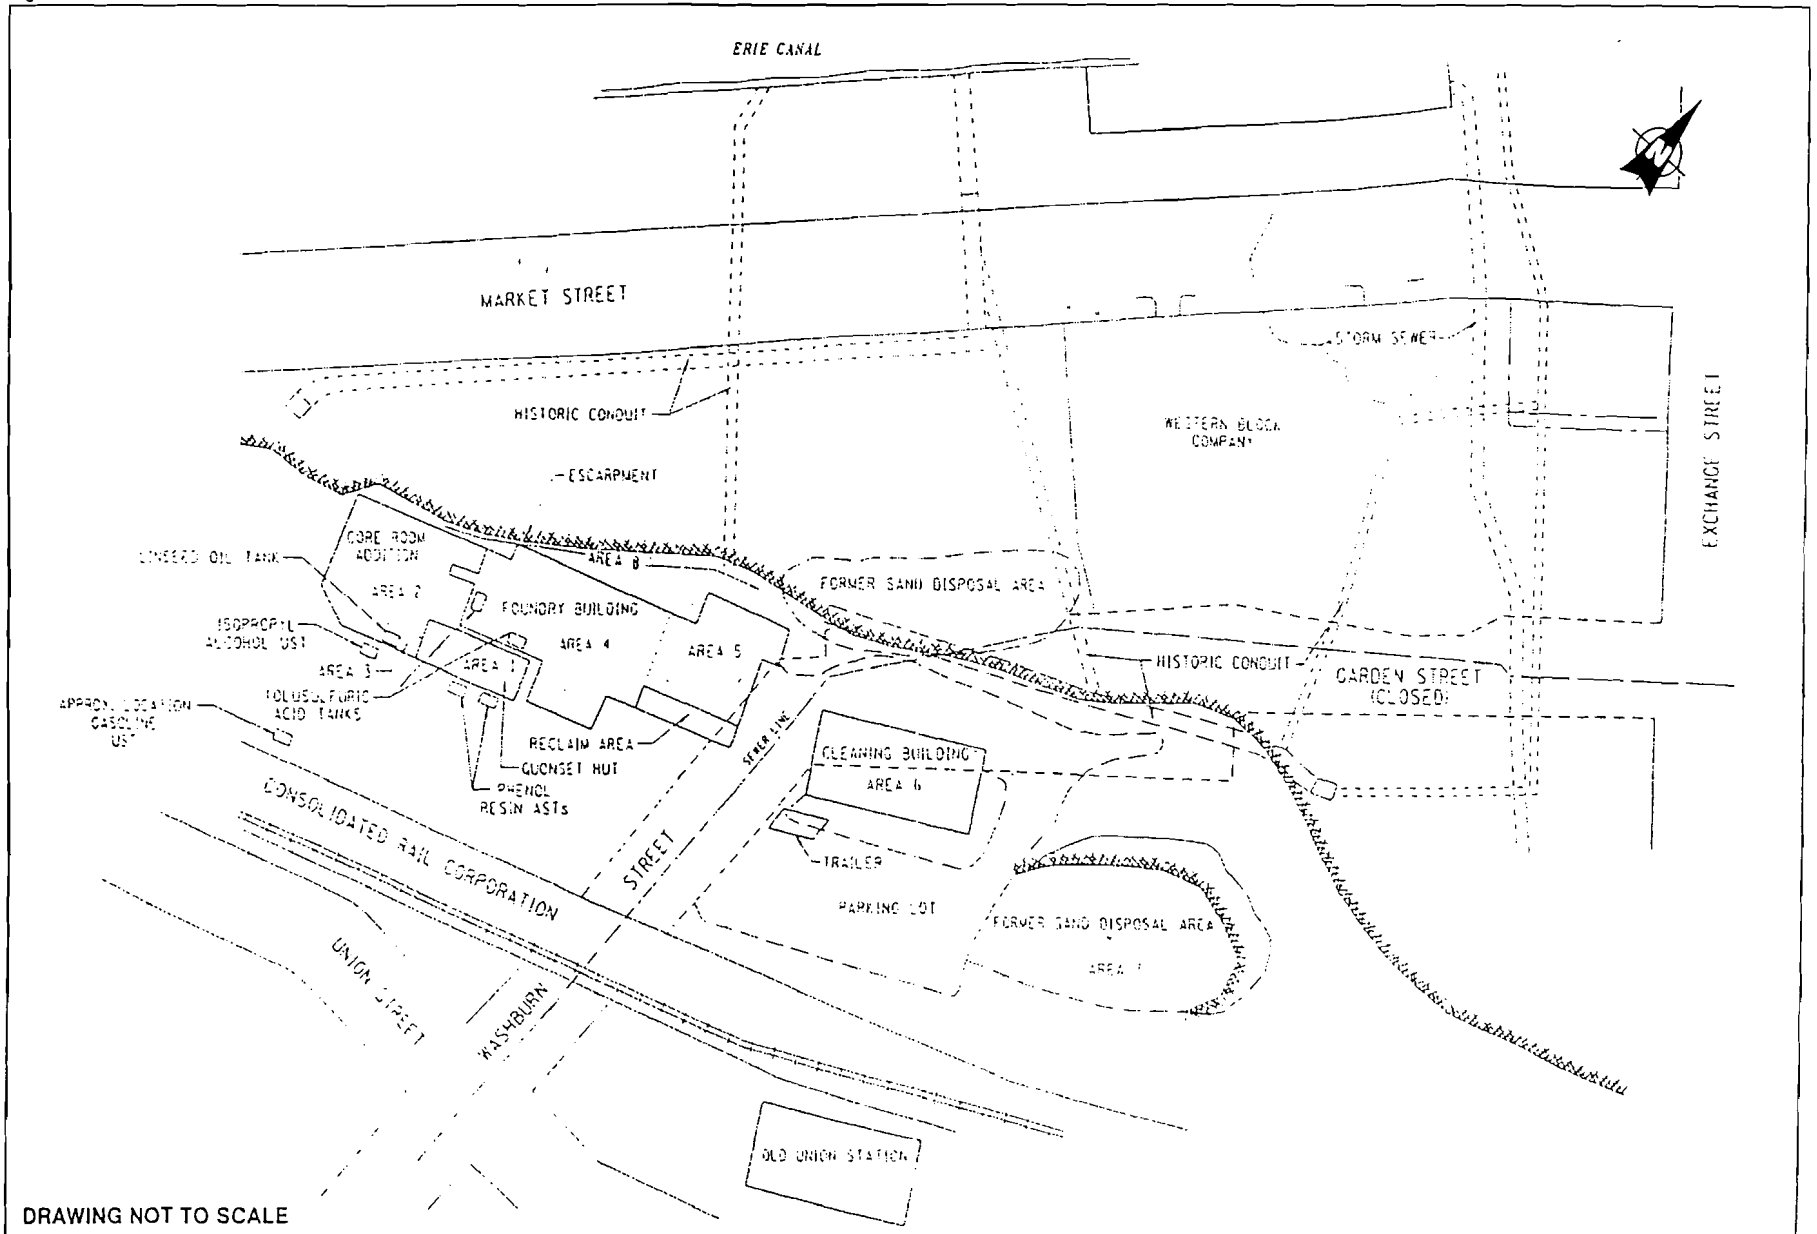 ERIE CANAL
N
MARKET STREET
STORM SEWER
HISTORIC CONDUIT
WESTERN BLOCK
COMPANY
EXCHANGE STREET
ESCARPMENT
CORE ROOM
ADDITION
LINSEED OIL TANK
AREA 8
FORMER SAND DISPOSAL AREA
AREA 2
FOUNDRY BUILDING
ISOPROPYL
ALCOHOL UST
AREA 4
AREA 5
AREA 1
AREA 3
HISTORIC CONDUIT
GARDEN STREET
(CLOSED)
TOLUSULFURIC
ACID TANKS
APPROX. LOCATION
GASOLINE
UST
RECLAIM AREA
SEWER LINE
QUONSET HUT
CLEANING BUILDING
AREA 6
PHENOL
RESIN ASTs
CONSOLIDATED RAIL CORPORATION
STREET
TRAILER
PARKING LOT
FORMER SAND DISPOSAL AREA
AREA 7
UNION STREET
WASHBURN
OLD UNION STATION
DRAWING NOT TO SCALE